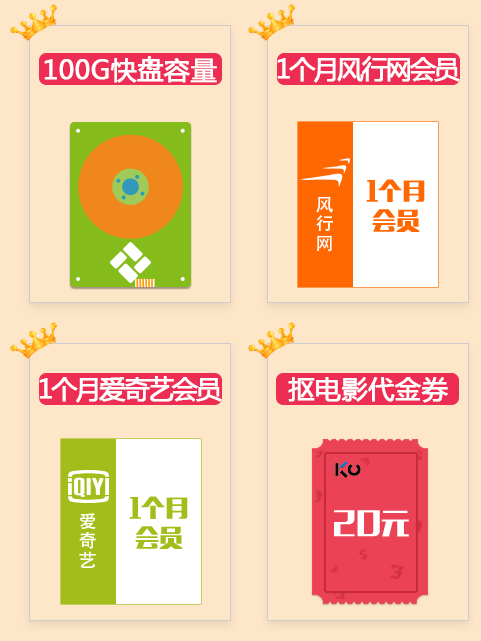 100G快盘容量
1个月风行网会员
风行网
1个月
会员
1个月爱奇艺会员
iQIYI
爱奇艺
1个月
会员
抠电影代金券
KO
20元